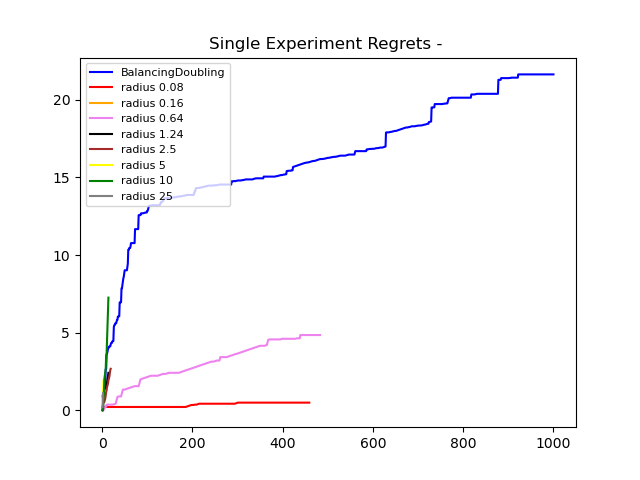 Single Experiment Regrets -
BalancingDoubling
radius 0.08
radius 0.16
radius 0.64
radius 1.24
radius 2.5
radius 5
radius 10
radius 25
20
15
10
5
0
0 200 400 600 800 1000